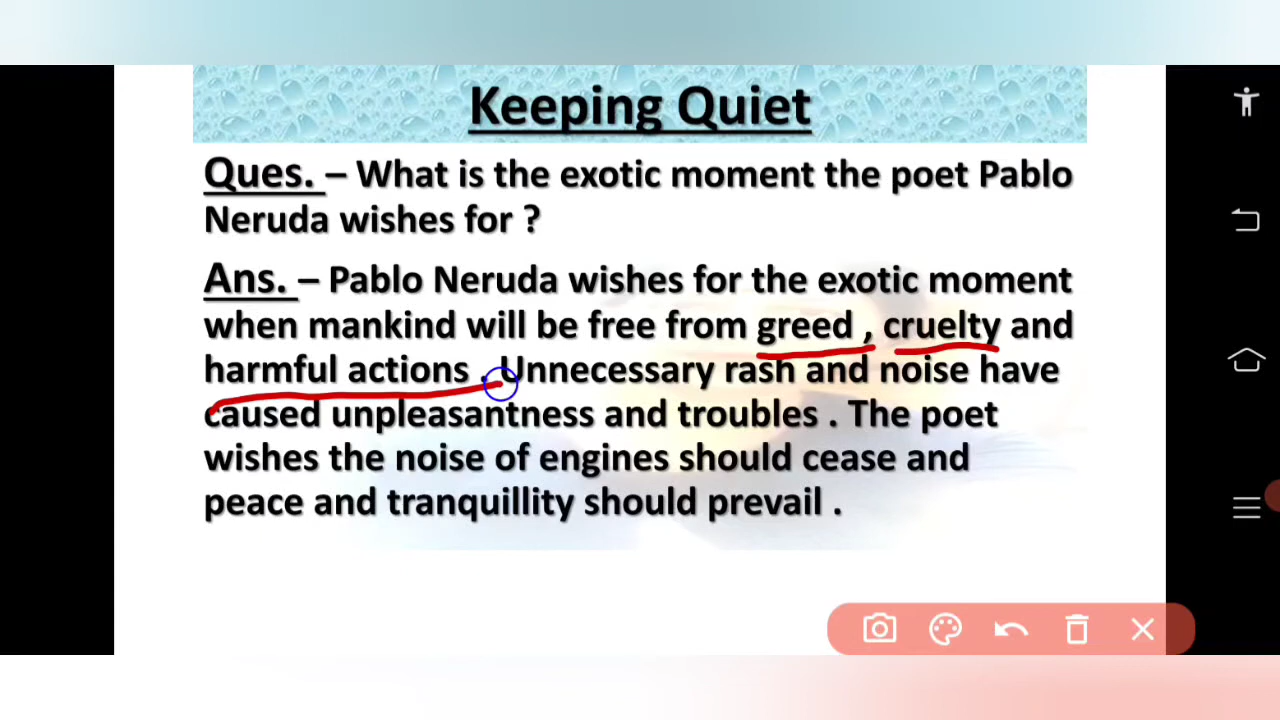 Keeping Quiet
Ques. – What is the exotic moment the poet Pablo
Neruda wishes for ?
Ans. – Pablo Neruda wishes for the exotic moment
when mankind will be free from greed , cruelty and
harmful actions . Unnecessary rash and noise have
caused unpleasantness and troubles . The poet
wishes the noise of engines should cease and
peace and tranquillity should prevail .